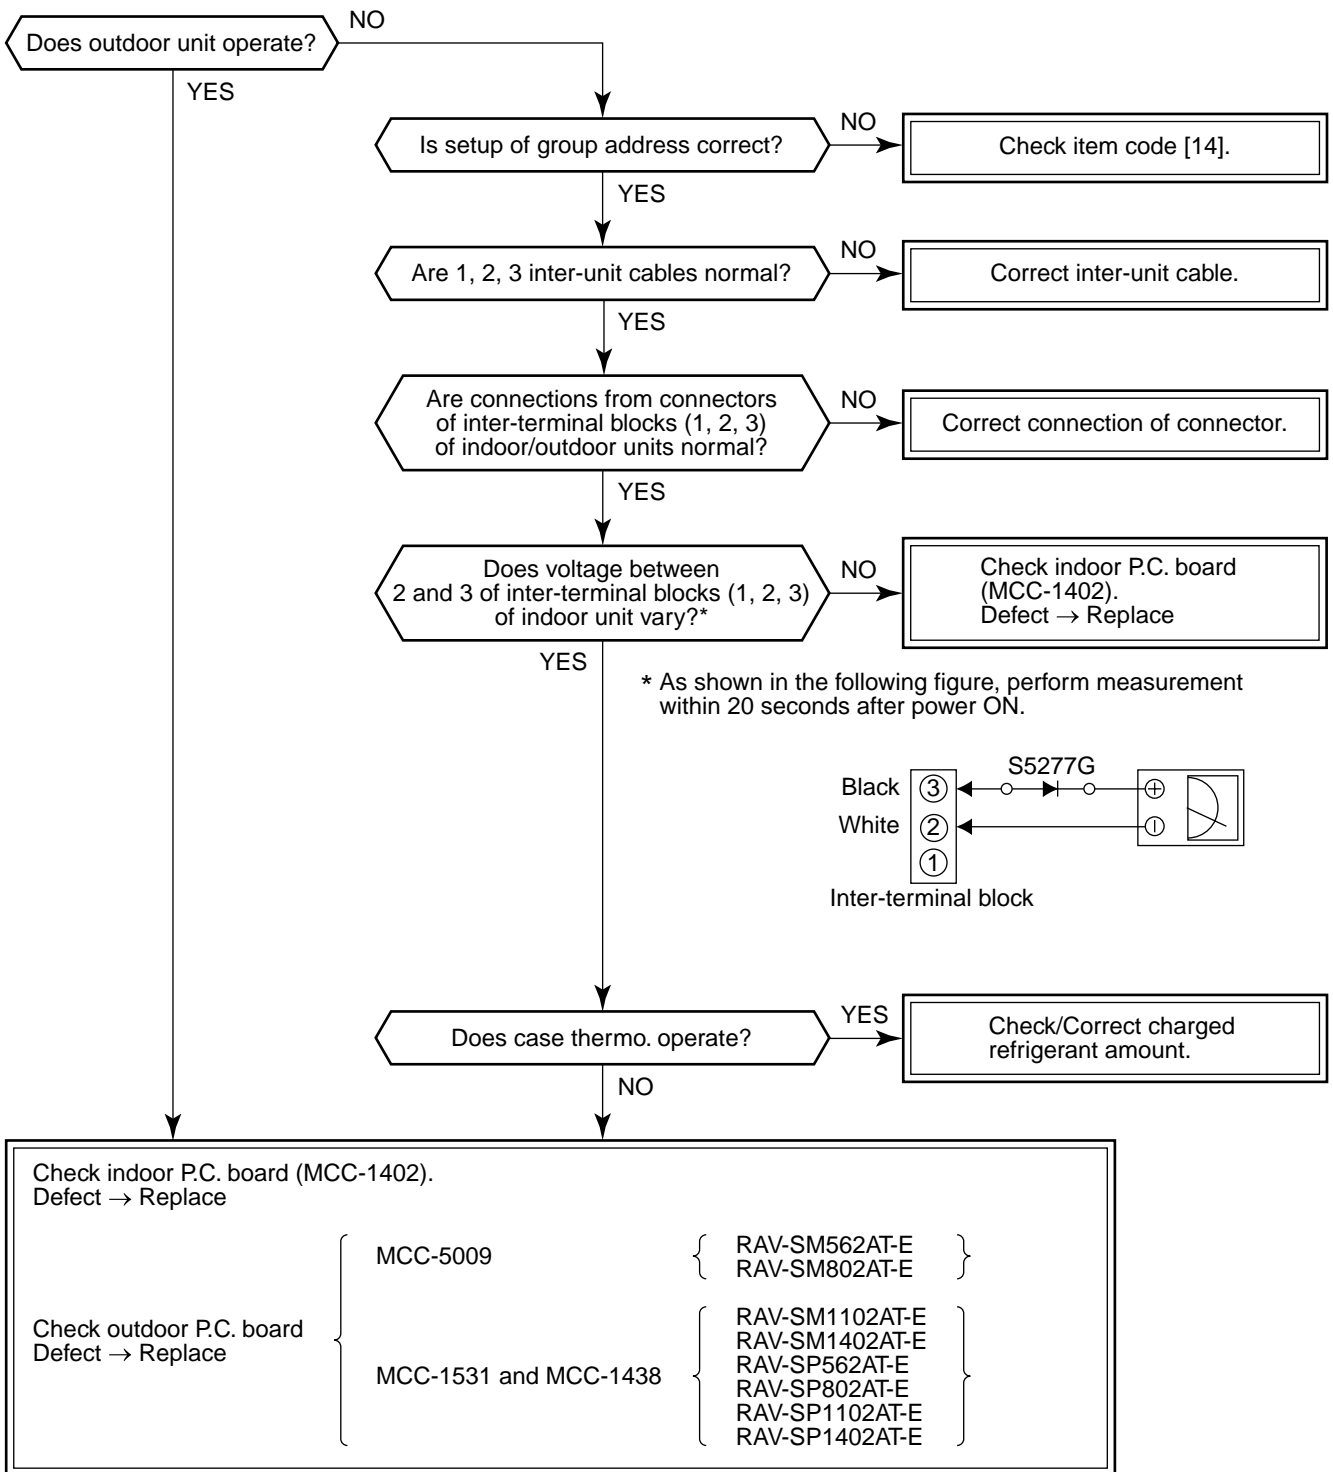 Does outdoor unit operate?
NO
YES
Is setup of group address correct?
NO
Check item code [14].
YES
Are 1, 2, 3 inter-unit cables normal?
NO
Correct inter-unit cable.
YES
Are connections from connectors
of inter-terminal blocks (1, 2, 3)
of indoor/outdoor units normal?
NO
Correct connection of connector.
YES
Does voltage between
2 and 3 of inter-terminal blocks (1, 2, 3)
of indoor unit vary?*
NO
Check indoor P.C. board
(MCC-1402).
Defect → Replace
YES
* As shown in the following figure, perform measurement
within 20 seconds after power ON.
S5277G
Black ③ +
White ② −
①
Inter-terminal block
Does case thermo. operate?
YES
Check/Correct charged
refrigerant amount.
NO
Check indoor P.C. board (MCC-1402).
Defect → Replace
Check outdoor P.C. board
Defect → Replace
MCC-5009
RAV-SM562AT-E
RAV-SM802AT-E
MCC-1531 and MCC-1438
RAV-SM1102AT-E
RAV-SM1402AT-E
RAV-SP562AT-E
RAV-SP802AT-E
RAV-SP1102AT-E
RAV-SP1402AT-E